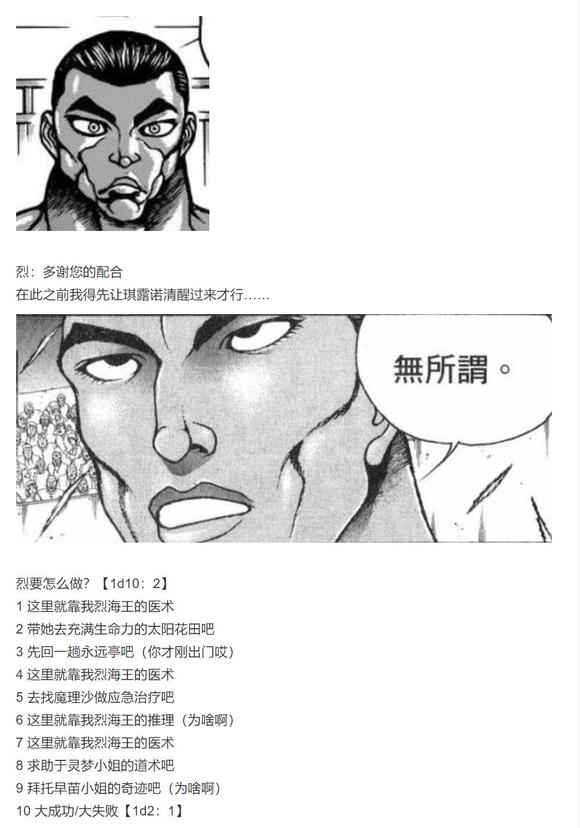 烈：多谢您的配合
在此之前我得先让琪露诺清醒过来才行……
無所謂。
烈要怎么做？【1d10：2】
1 这里就靠我烈海王的医术
2 带她去充满生命力的太阳花田吧
3 先回一趟永远亭吧（你才刚出门哎）
4 这里就靠我烈海王的医术
5 去找魔理沙做应急治疗吧
6 这里就靠我烈海王的推理（为啥啊）
7 这里就靠我烈海王的医术
8 求助于灵梦小姐的道术吧
9 拜托早苗小姐的奇迹吧（为啥啊）
10 大成功/大失败【1d2：1】